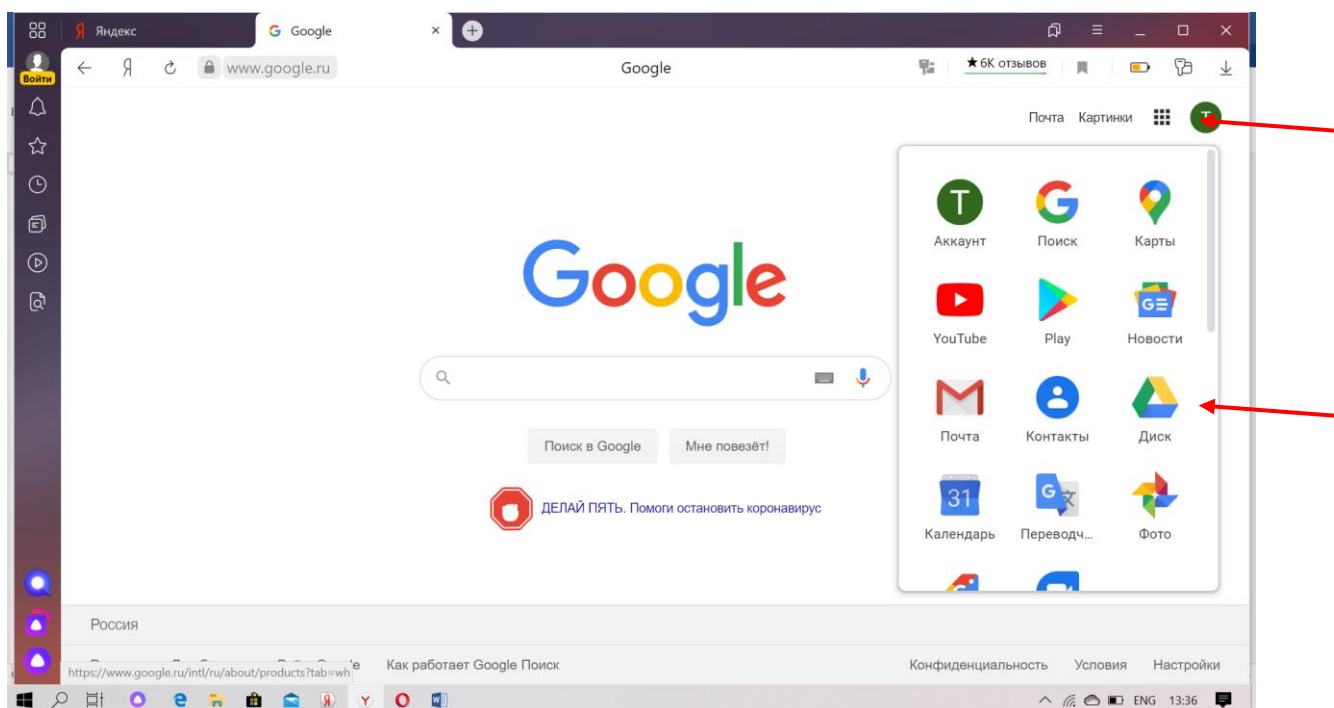 Яндекс
Google
Войти
www.google.ru
Google
★ 6К отзывов
Почта Картинки
T
T
Аккаунт Поиск Карты
YouTube Play Новости
Почта Контакты Диск
31
Календарь Переводч... Фото
Google
Поиск в Google Мне повезёт!
ДЕЛАЙ ПЯТЬ. Помоги остановить коронавирус
Россия
https://www.google.ru/intl/ru/about/products?tab=wh
Как работает Google Поиск
Конфиденциальность Условия Настройки
ENG 13:36